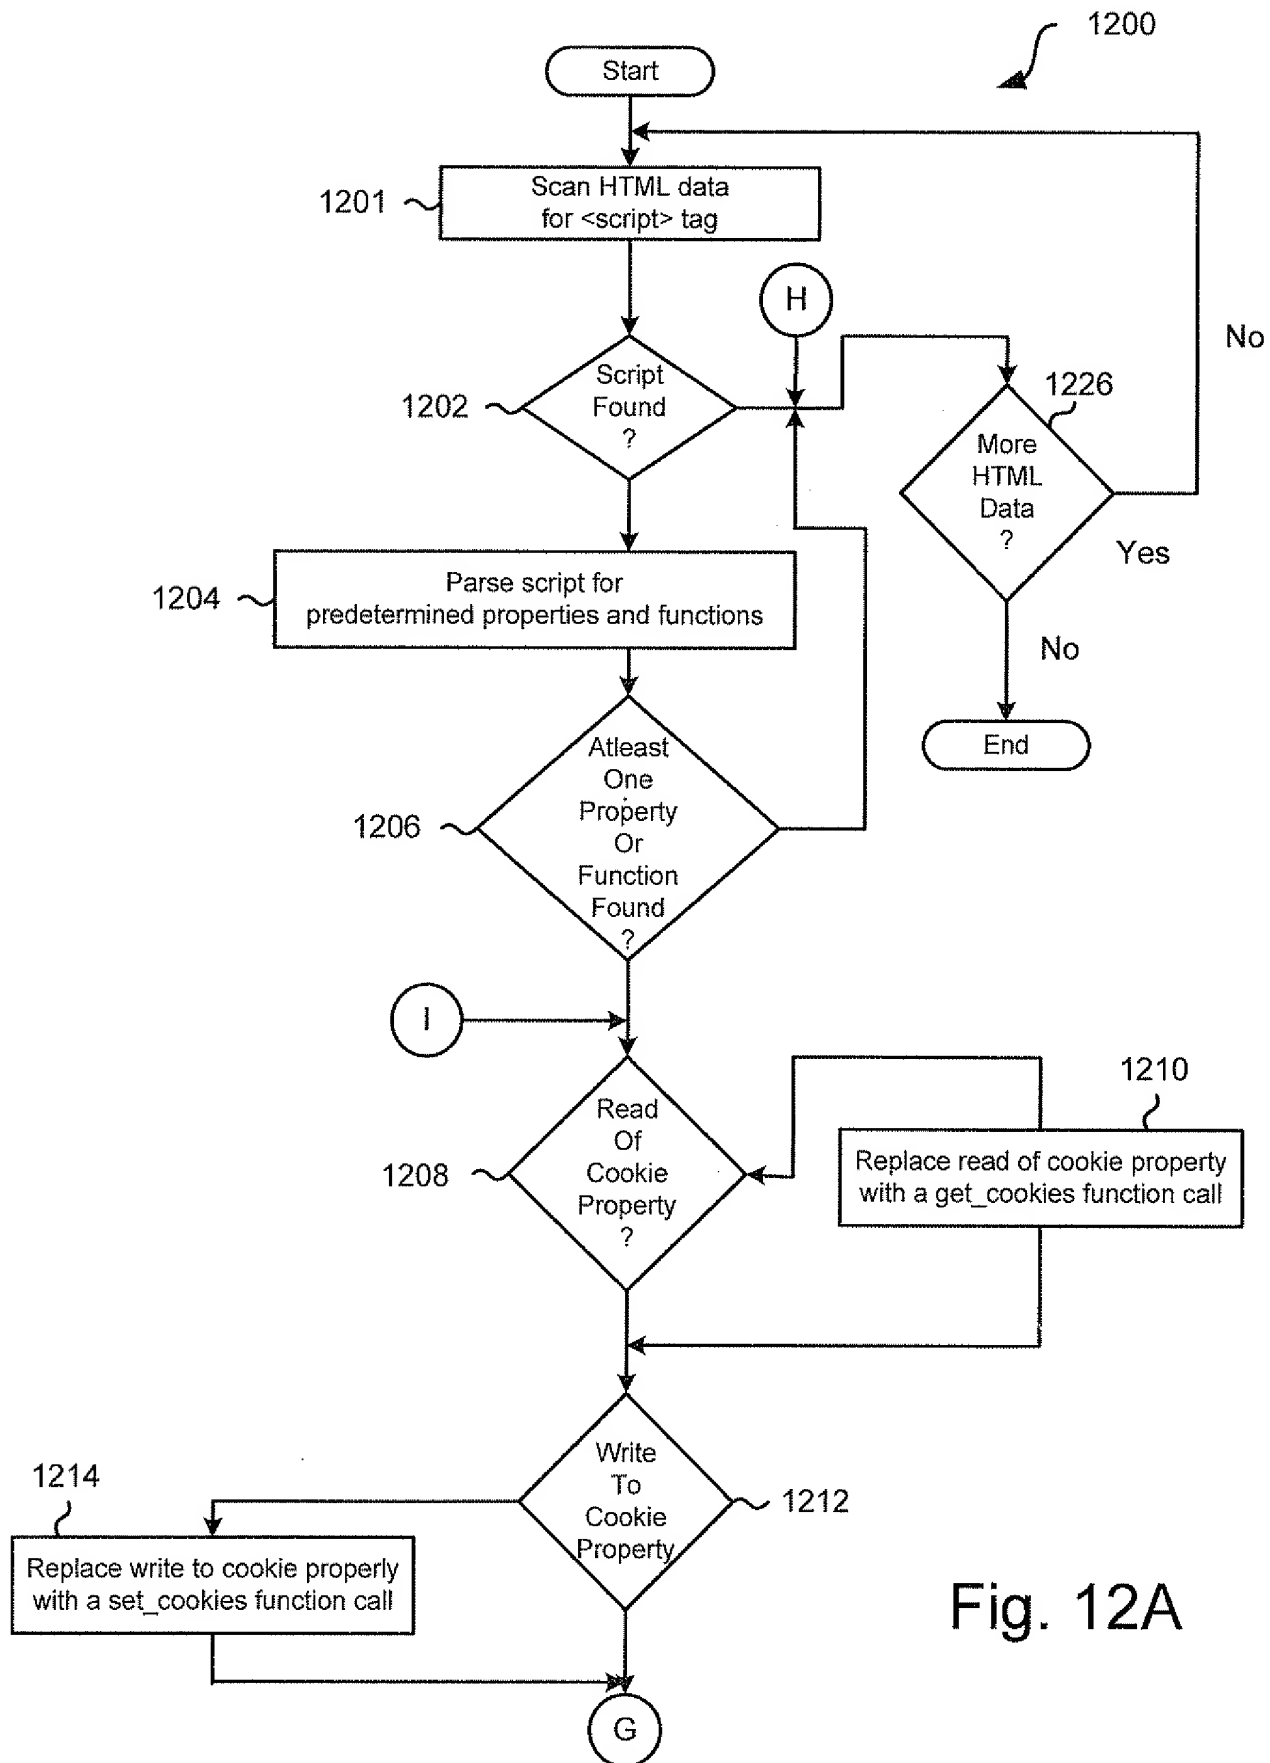 1200
Start
1201
Scan HTML data
for <script> tag
H
No
1202
Script
Found
?
1226
More
HTML
Data
?
Yes
1204
Parse script for
predetermined properties and functions
No
End
1206
Atleast
One
Property
Or
Function
Found
?
I
1208
Read
Of
Cookie
Property
?
1210
Replace read of cookie property
with a get_cookies function call
1212
Write
To
Cookie
Property
1214
Replace write to cookie properly
with a set_cookies function call
G
Fig. 12A